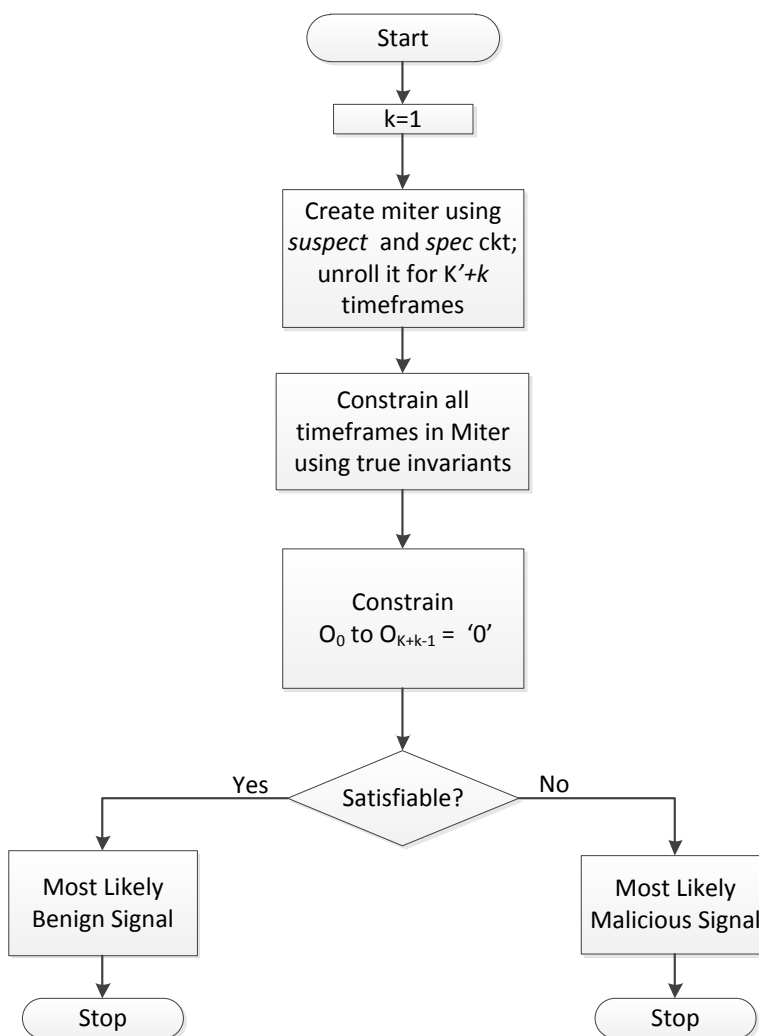 Start
k=1
Create miter using
suspect and spec ckt;
unroll it for K'+k
timeframes
Constrain all
timeframes in Miter
using true invariants
Constrain
O₀ to O_K+k-1 = ‘0’
Yes
Satisfiable?
No
Most Likely
Benign Signal
Most Likely
Malicious Signal
Stop
Stop